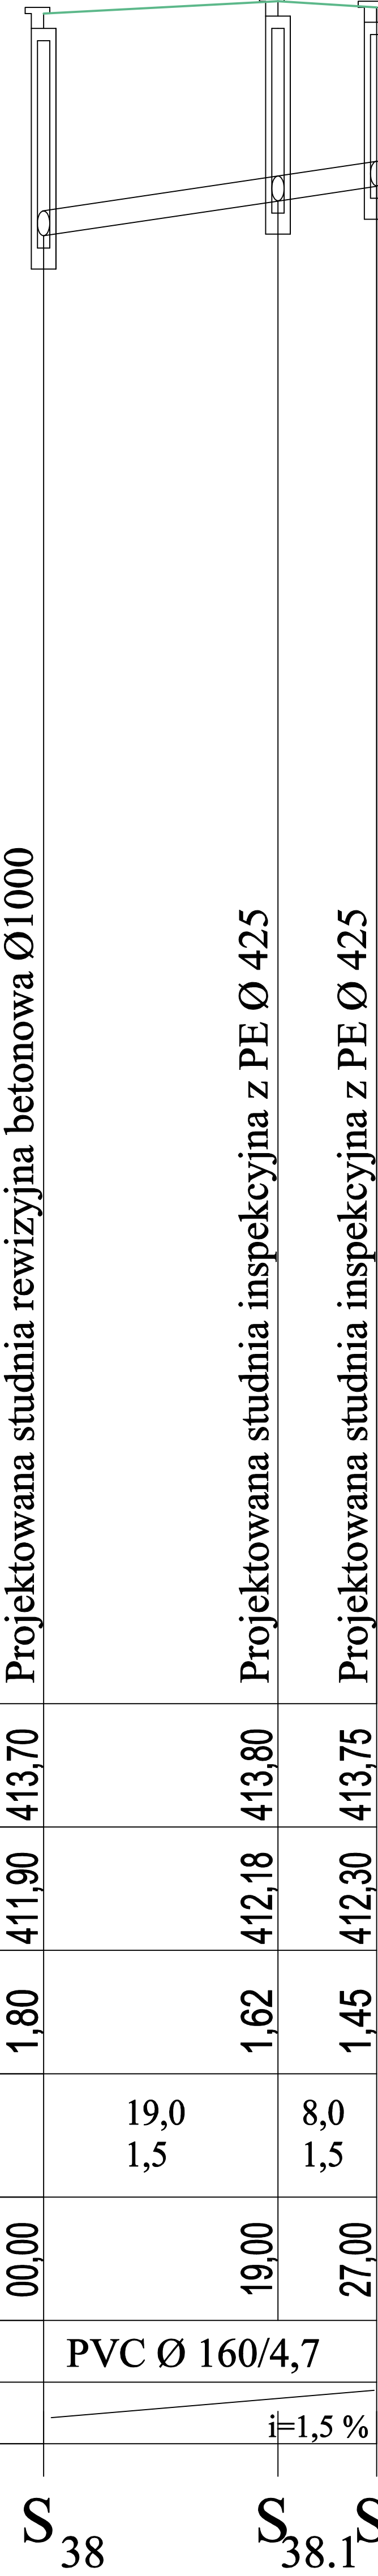 Projektowana studnia rewizyjna betonowa Ø1000
Projektowana studnia inspekcyjna z PE Ø 425
Projektowana studnia inspekcyjna z PE Ø 425
413,70 413,80 413,75
411,90 412,18 412,30
1,80 1,62 1,45
19,0 8,0
1,5 1,5
00,00 19,00 27,00
PVC Ø 160/4,7
i=1,5 %
S38 S38.1 S